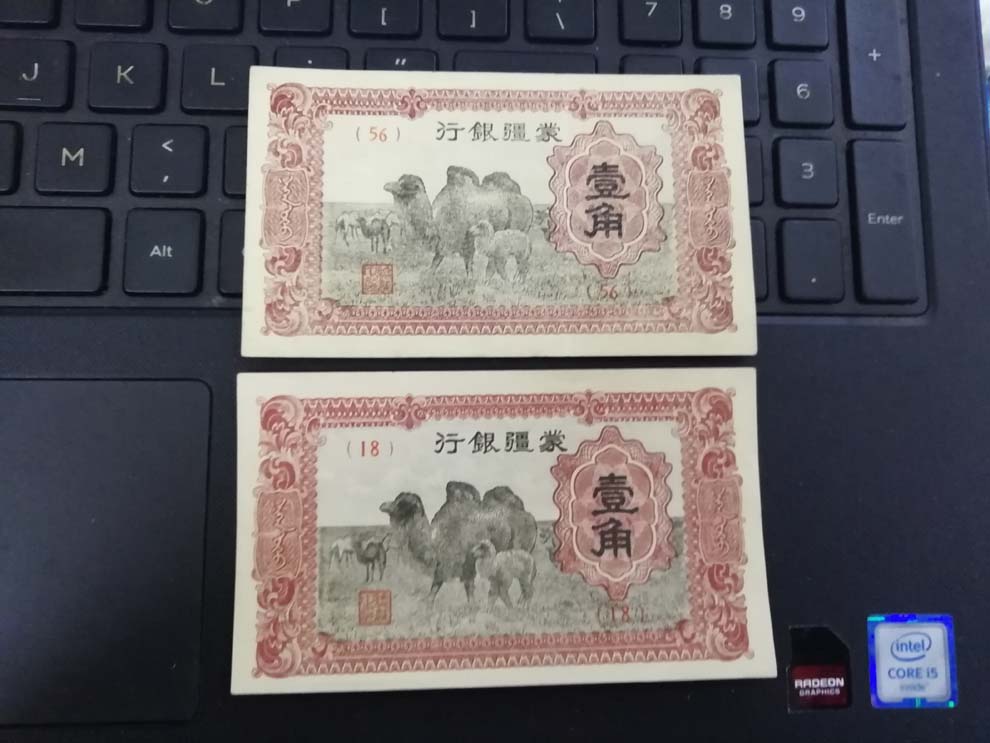 P [ ] \ 7 8 9 +
J K L " 6
M < , 3 Enter
Alt
(56) 蒙疆銀行
壹角
(56)
(18) 蒙疆銀行
壹角
(18)
RADEON
GRAPHICS
intel
CORE i5
inside